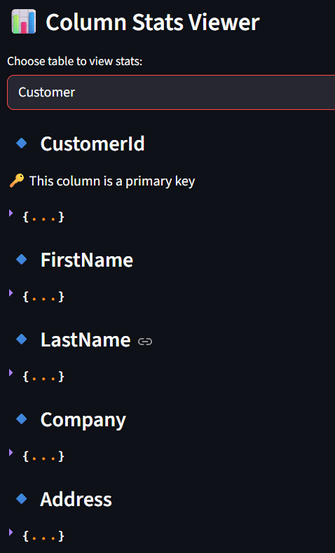 Column Stats Viewer
Choose table to view stats:
Customer
CustomerId
This column is a primary key
{...}
FirstName
{...}
LastName
{...}
Company
{...}
Address
{...}